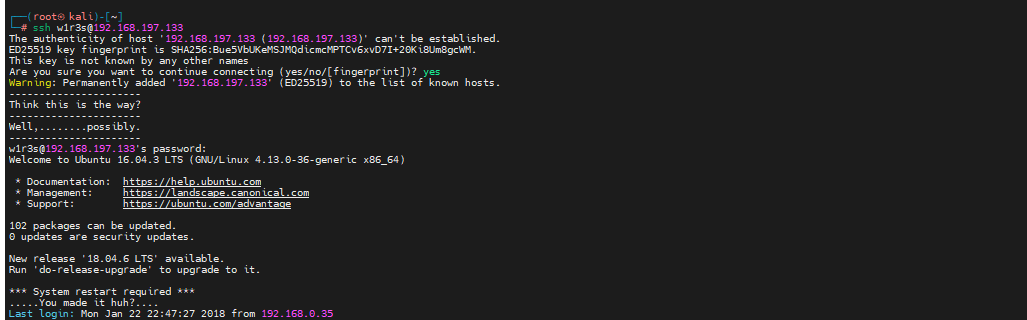 ┌──(root㉿kali)-[~]
└─# ssh w1r3s@192.168.197.133
The authenticity of host '192.168.197.133 (192.168.197.133)' can't be established.
ED25519 key fingerprint is SHA256:Bue5VbUKeMSJMQdicmcMPTCv6xvD7I+20Ki8Um8gcWM.
This key is not known by any other names
Are you sure you want to continue connecting (yes/no/[fingerprint])? yes
Warning: Permanently added '192.168.197.133' (ED25519) to the list of known hosts.
----------------------
Think this is the way?
----------------------
Well,........possibly.
----------------------
w1r3s@192.168.197.133's password:
Welcome to Ubuntu 16.04.3 LTS (GNU/Linux 4.13.0-36-generic x86_64)
* Documentation: https://help.ubuntu.com
* Management: https://landscape.canonical.com
* Support: https://ubuntu.com/advantage
102 packages can be updated.
0 updates are security updates.
New release '18.04.6 LTS' available.
Run 'do-release-upgrade' to upgrade to it.
*** System restart required ***
.....You made it huh?....
Last login: Mon Jan 22 22:47:27 2018 from 192.168.0.35